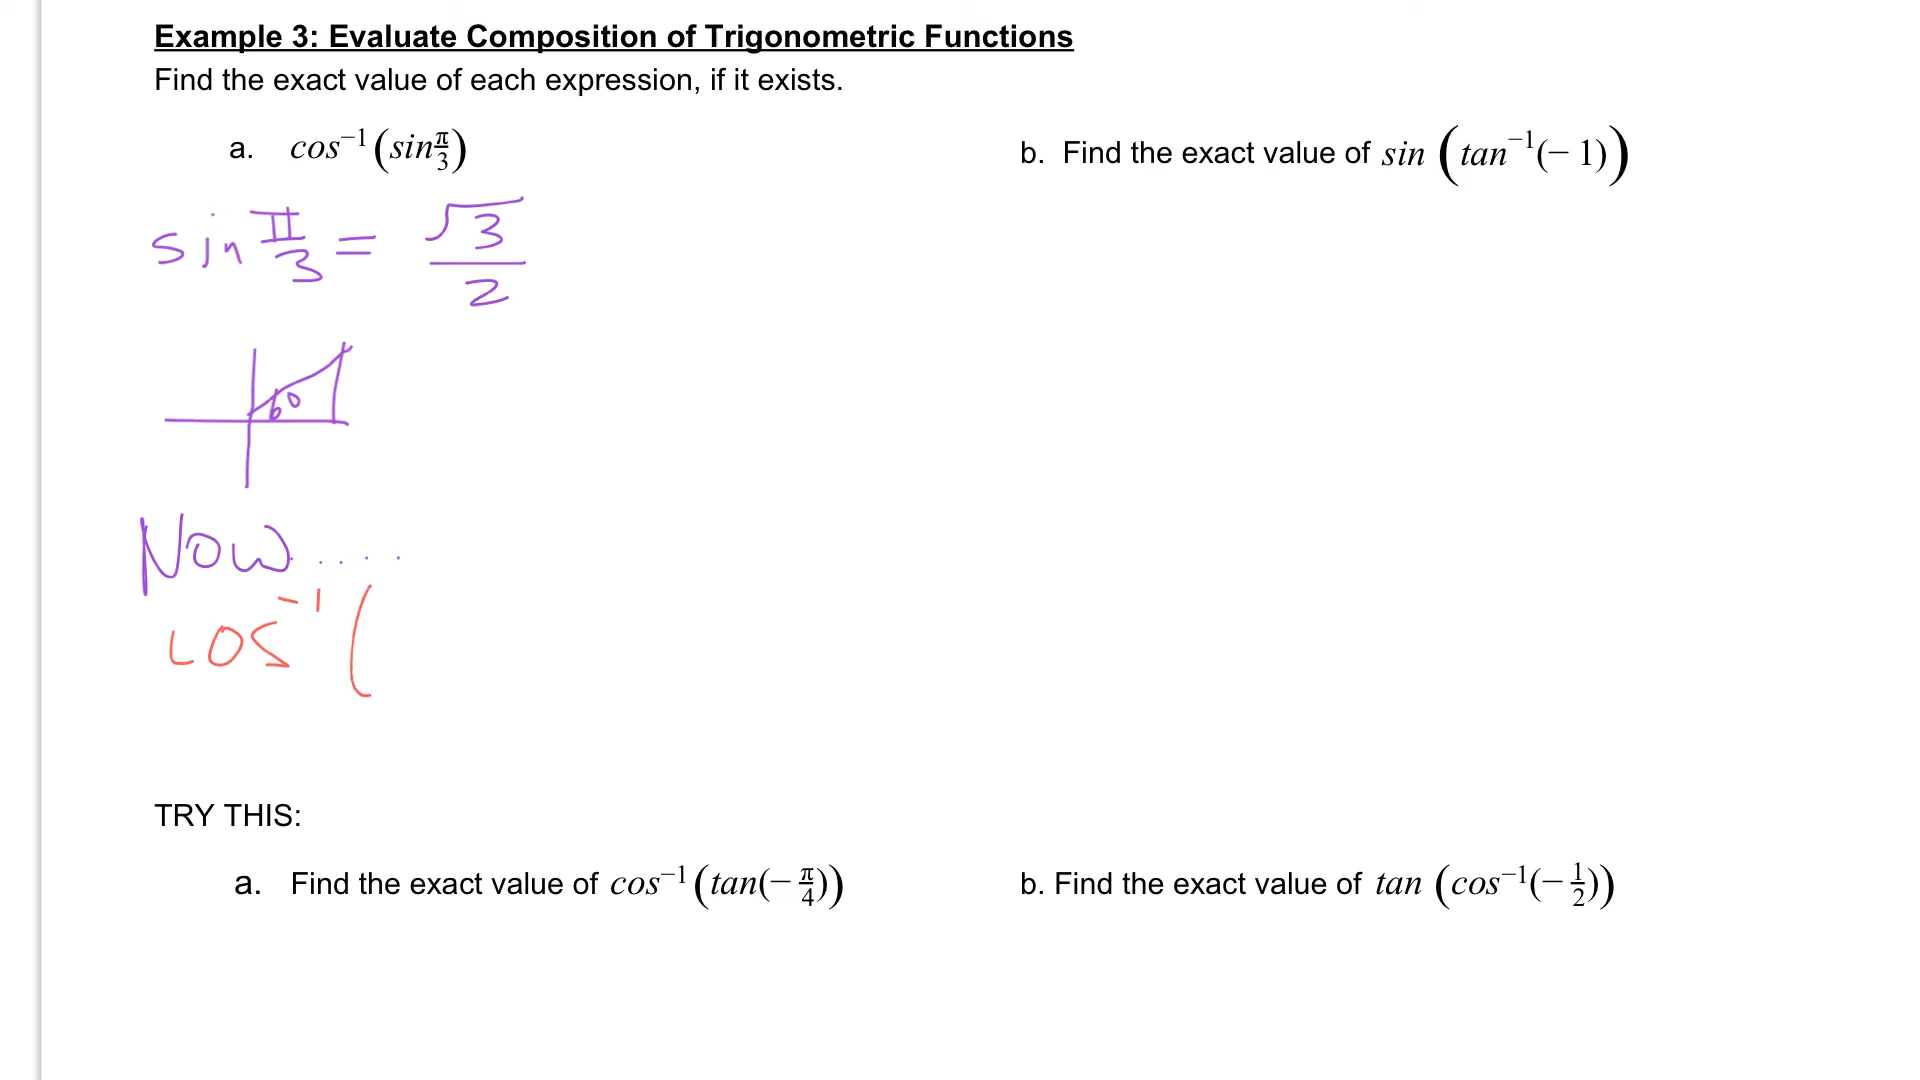 Example 3: Evaluate Composition of Trigonometric Functions
Find the exact value of each expression, if it exists.
a. cos⁻¹(sin π/3)
b. Find the exact value of sin (tan⁻¹(− 1))
sin π/3 = √3/2
60
Now....
cos⁻¹(
TRY THIS:
a. Find the exact value of cos⁻¹(tan(− π/4))
b. Find the exact value of tan (cos⁻¹(− 1/2))